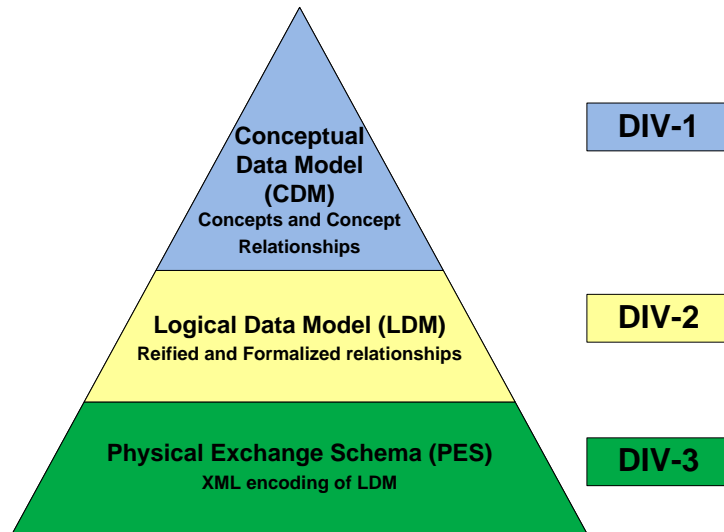 Conceptual
Data Model
(CDM)
Concepts and Concept
Relationships
DIV-1
Logical Data Model (LDM)
Reified and Formalized relationships
DIV-2
Physical Exchange Schema (PES)
XML encoding of LDM
DIV-3